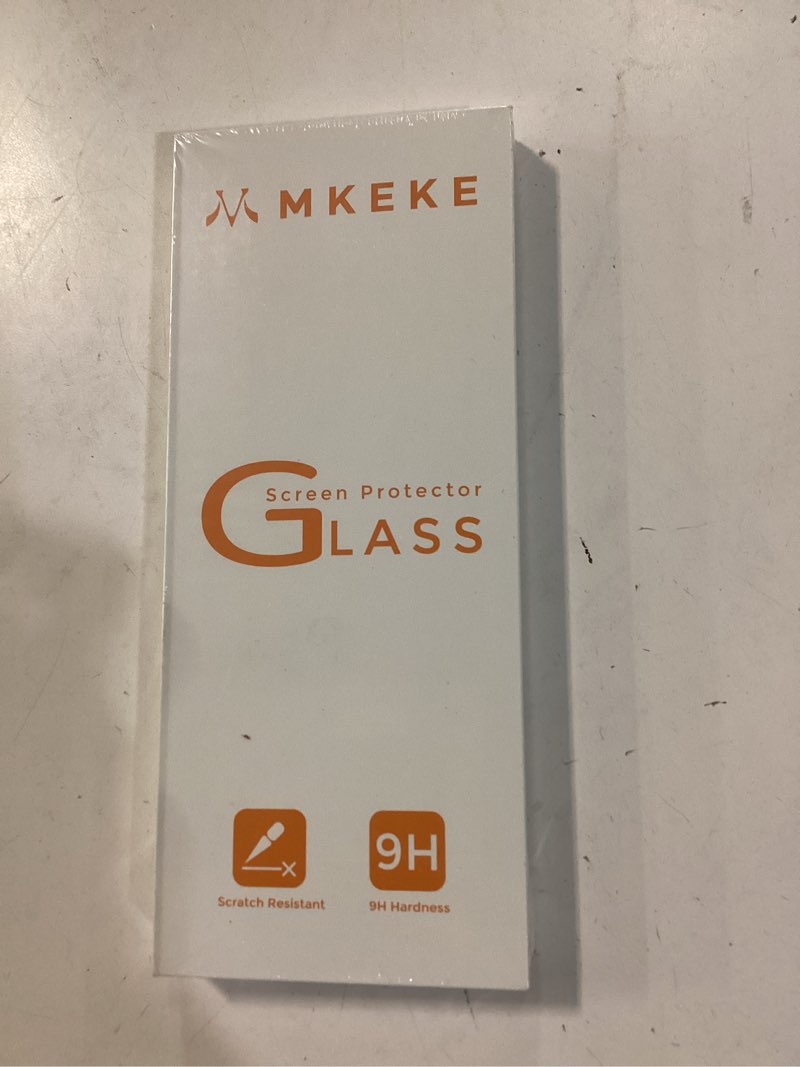 MKEKE
Screen Protector
GLASS
9H
Scratch Resistant
9H Hardness